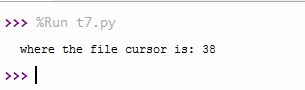 >>> %Run t7.py
where the file cursor is: 38
>>>